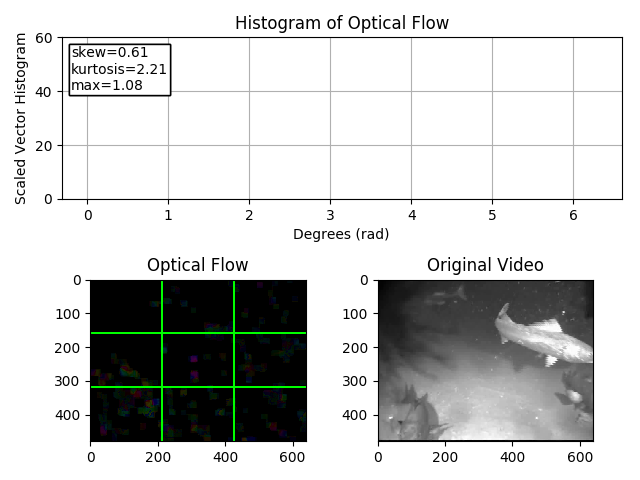 Histogram of Optical Flow
Scaled Vector Histogram
60
40
20
0
skew=0.61
kurtosis=2.21
max=1.08
0 1 2 3 4 5 6
Degrees (rad)
Optical Flow
0
100
200
300
400
0 200 400 600
Original Video
0
100
200
300
400
0 200 400 600